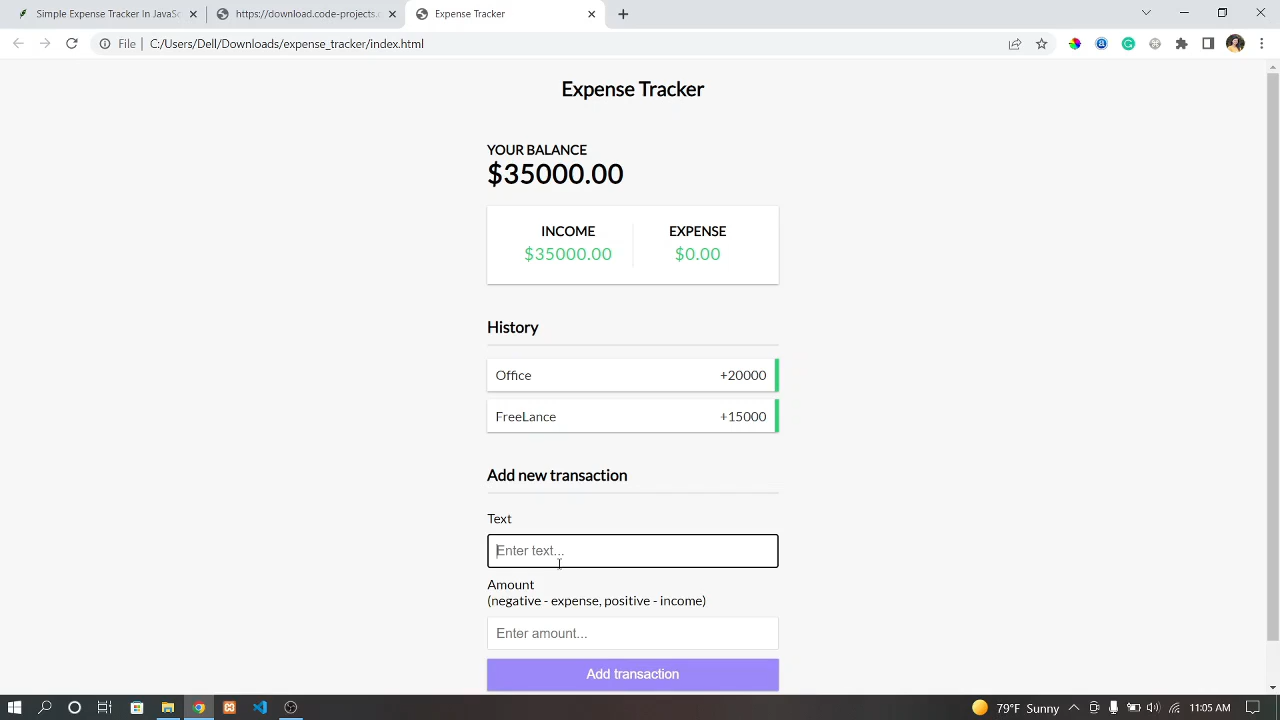 Simple Expense Tracker In JavaS
https://download.code-projects.
Expense Tracker
File
C:/Users/Dell/Downloads/expense_tracker/index.html
Expense Tracker
YOUR BALANCE
$35000.00
INCOME
EXPENSE
$35000.00
$0.00
History
Office
+20000
FreeLance
+15000
Add new transaction
Text
Enter text...
Amount
(negative - expense, positive - income)
Enter amount...
Add transaction
79°F Sunny
11:05 AM